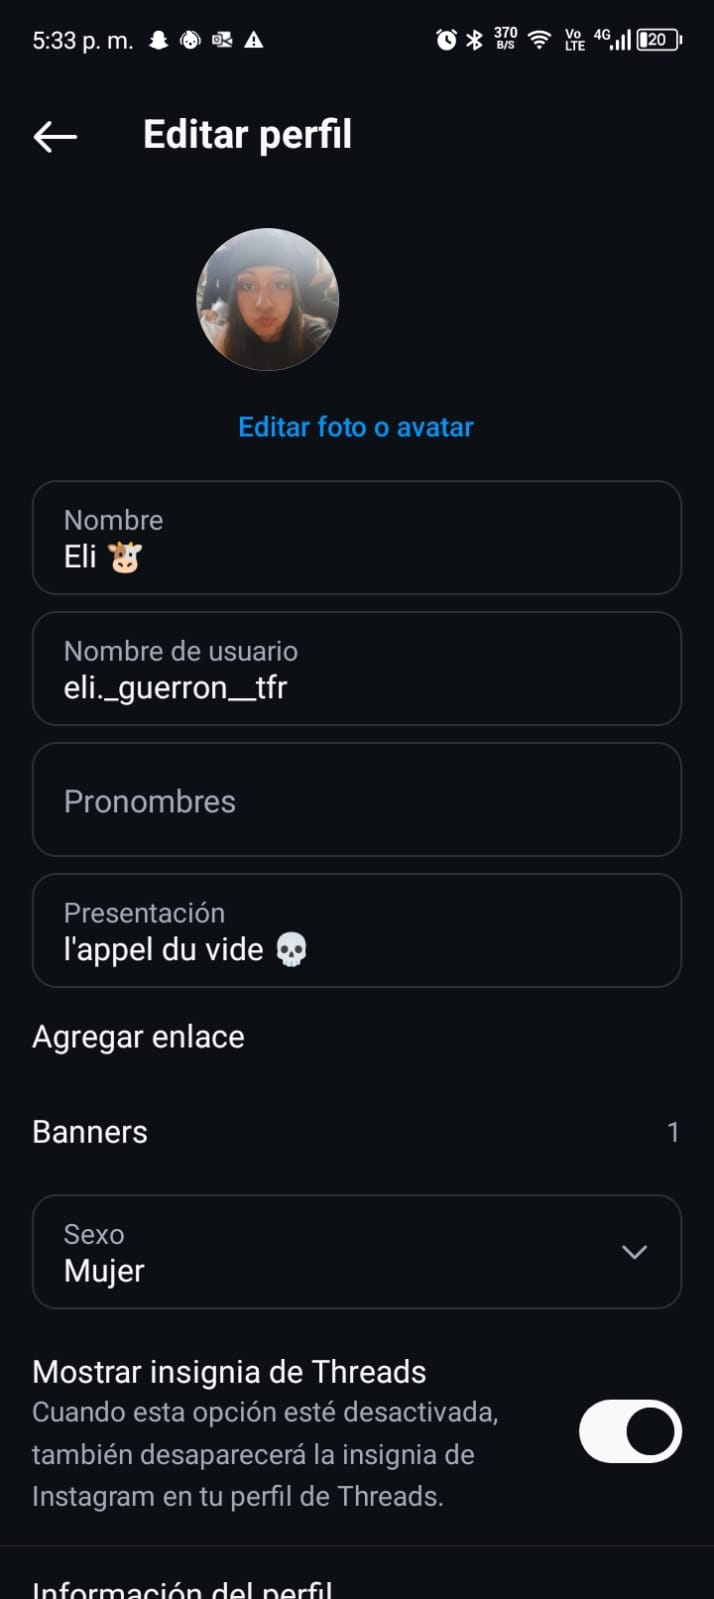 5:33 p. m. 370 B/S Vo LTE 4G 20
Editar perfil
Editar foto o avatar
Nombre
Eli 🐮
Nombre de usuario
eli._guerron__tfr
Pronombres
Presentación
l'appel du vide 💀
Agregar enlace
Banners 1
Sexo
Mujer
Mostrar insignia de Threads
Cuando esta opción esté desactivada,
también desaparecerá la insignia de
Instagram en tu perfil de Threads.
Información del perfil